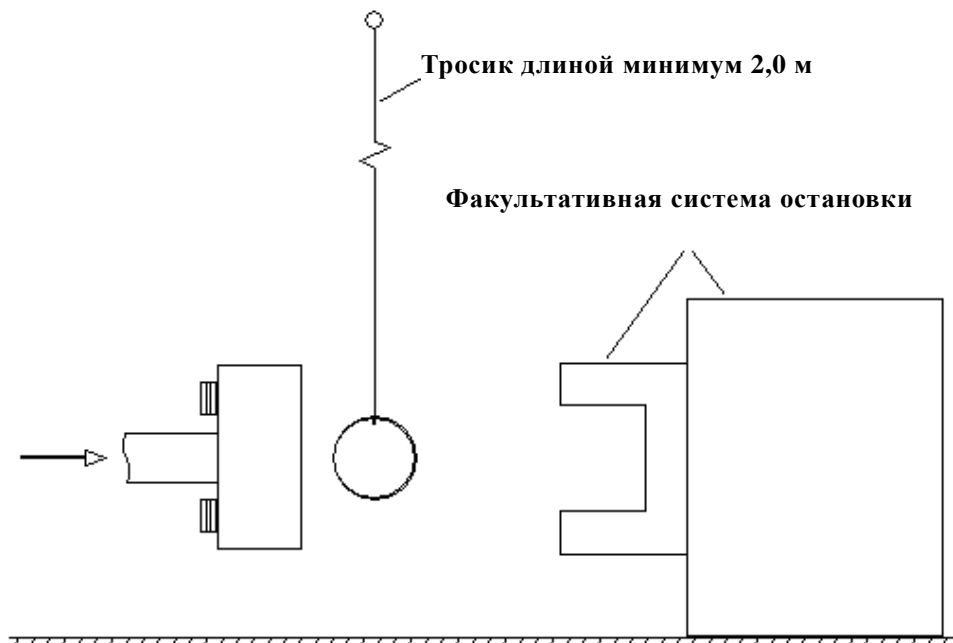 Тросик длиной минимум 2,0 м
Факультативная система остановки